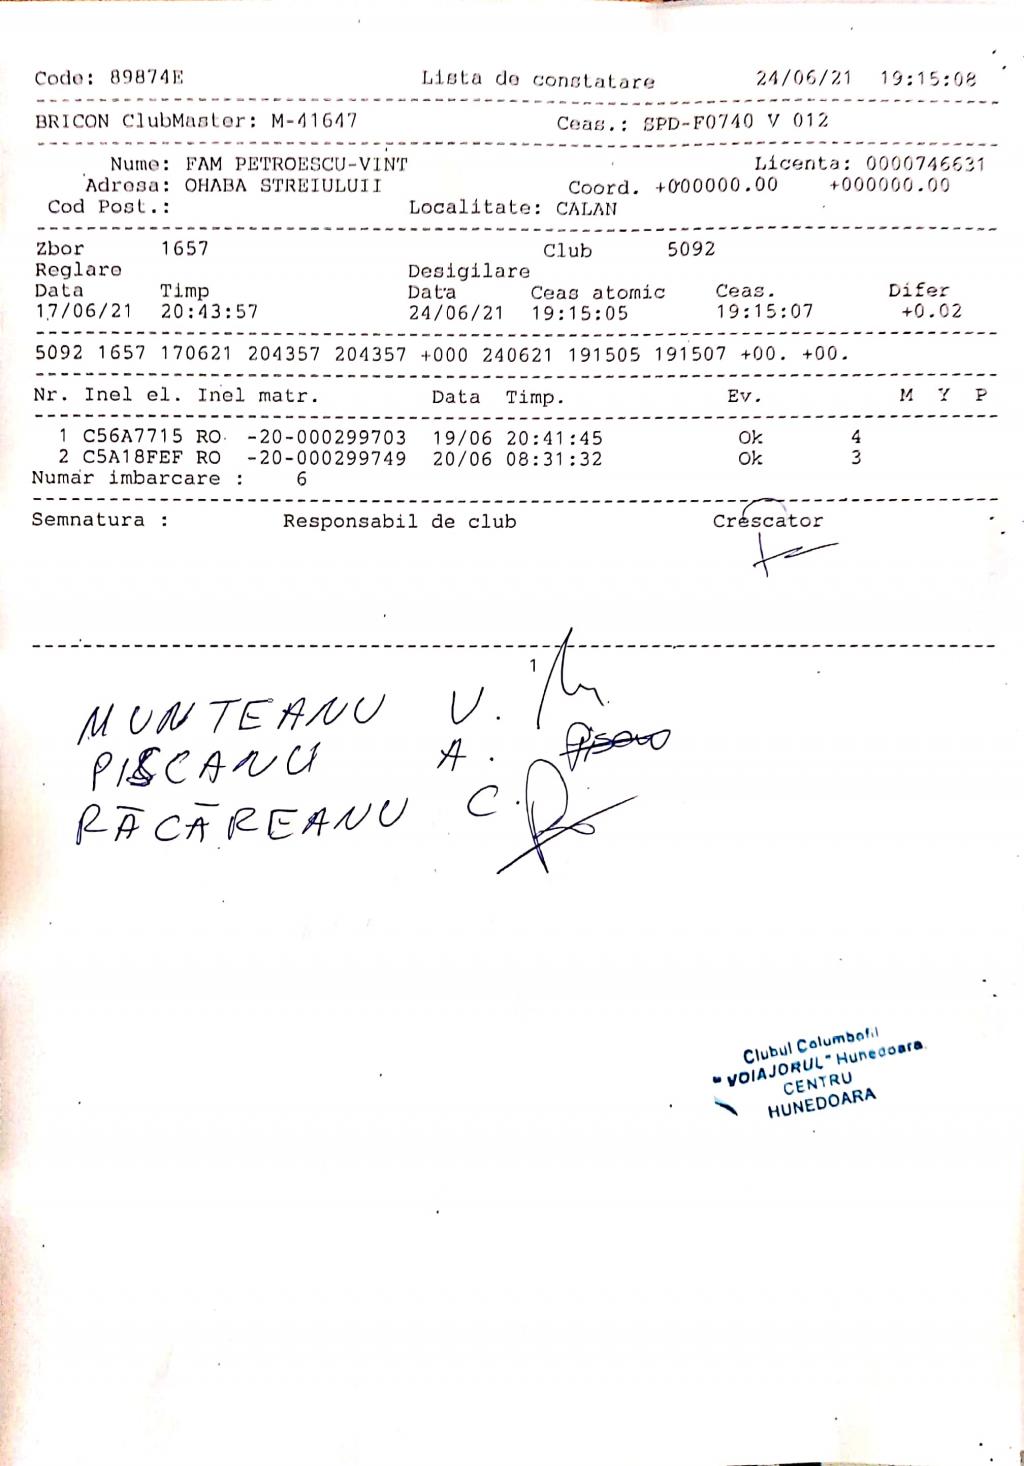 Code: 89874E Lista de constatare 24/06/21 19:15:08
BRICON ClubMaster: M-41647 Ceas.: SPD-F0740 V 012
Nume: FAM PETROESCU-VINT Licenta: 0000746631
Adresa: OHABA STREIULUII Coord. +000000.00 +000000.00
Cod Post.: Localitate: CALAN
Zbor 1657 Club 5092
Reglare Desigilare
Data Timp Data Ceas atomic Ceas. Difer
17/06/21 20:43:57 24/06/21 19:15:05 19:15:07 +0.02
5092 1657 170621 204357 204357 +000 240621 191505 191507 +00. +00.
Nr. Inel el. Inel matr. Data Timp. Ev. M Y P
1 C56A7715 RO -20-000299703 19/06 20:41:45 Ok 4
2 C5A18FEF RO -20-000299749 20/06 08:31:32 Ok 3
Numar imbarcare : 6
Semnatura : Responsabil de club Crescator
1
MUNTEANU V.
PISCANU A.
RĂCĂREANU C.
Clubul Columbofil
"VOIAJORUL" Hunedoara
CENTRU
HUNEDOARA